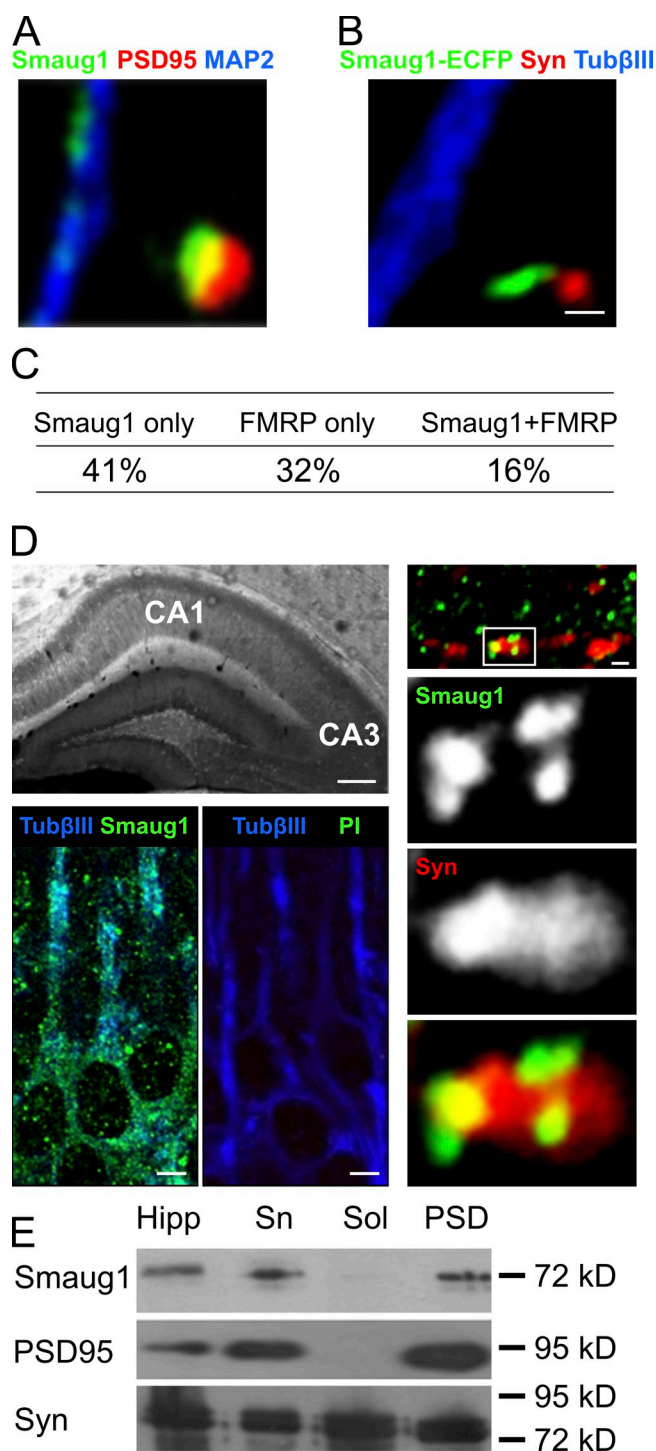 A
Smaug1 PSD95 MAP2
B
Smaug1-ECFP Syn TubβIII
C
Smaug1 only FMRP only Smaug1+FMRP
41% 32% 16%
D
CA1
CA3
TubβIII Smaug1
TubβIII PI
Smaug1
Syn
E
Hipp Sn Sol PSD
Smaug1
72 kD
PSD95
95 kD
Syn
95 kD
72 kD